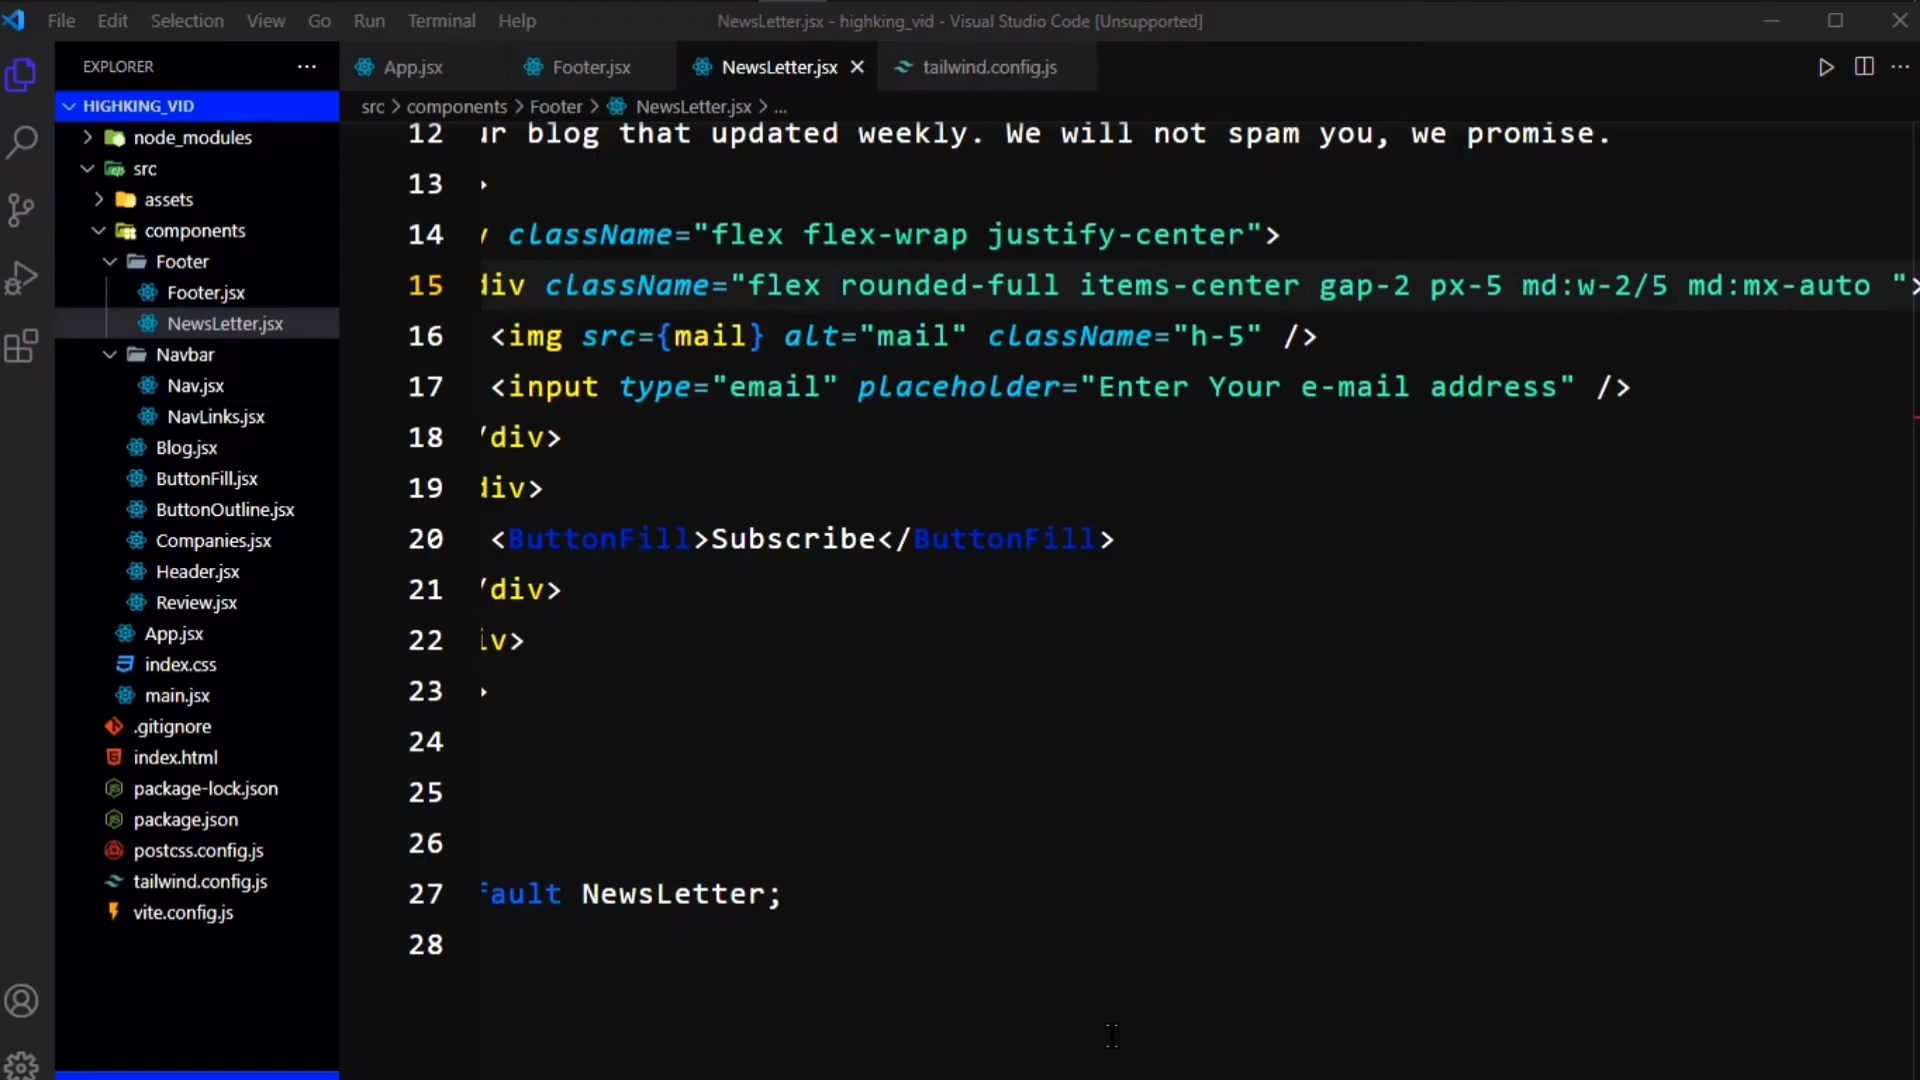 File Edit Selection View Go Run Terminal Help
NewsLetter.jsx - highking_vid - Visual Studio Code [Unsupported]
EXPLORER
App.jsx
Footer.jsx
NewsLetter.jsx
tailwind.config.js
HIGHKING_VID
src > components > Footer > NewsLetter.jsx > ...
node_modules
src
assets
components
Footer
Footer.jsx
NewsLetter.jsx
Navbar
Nav.jsx
NavLinks.jsx
Blog.jsx
ButtonFill.jsx
ButtonOutline.jsx
Companies.jsx
Header.jsx
Review.jsx
App.jsx
index.css
main.jsx
.gitignore
index.html
package-lock.json
package.json
postcss.config.js
tailwind.config.js
vite.config.js
12 ur blog that updated weekly. We will not spam you, we promise.
13 >
14 className="flex flex-wrap justify-center">
15 div className="flex rounded-full items-center gap-2 px-5 md:w-2/5 md:mx-auto ">
16 <img src={mail} alt="mail" className="h-5" />
17 <input type="email" placeholder="Enter Your e-mail address" />
18 /div>
19 div>
20 <ButtonFill>Subscribe</ButtonFill>
21 /div>
22 iv>
23 >
24
25
26
27 fault NewsLetter;
28